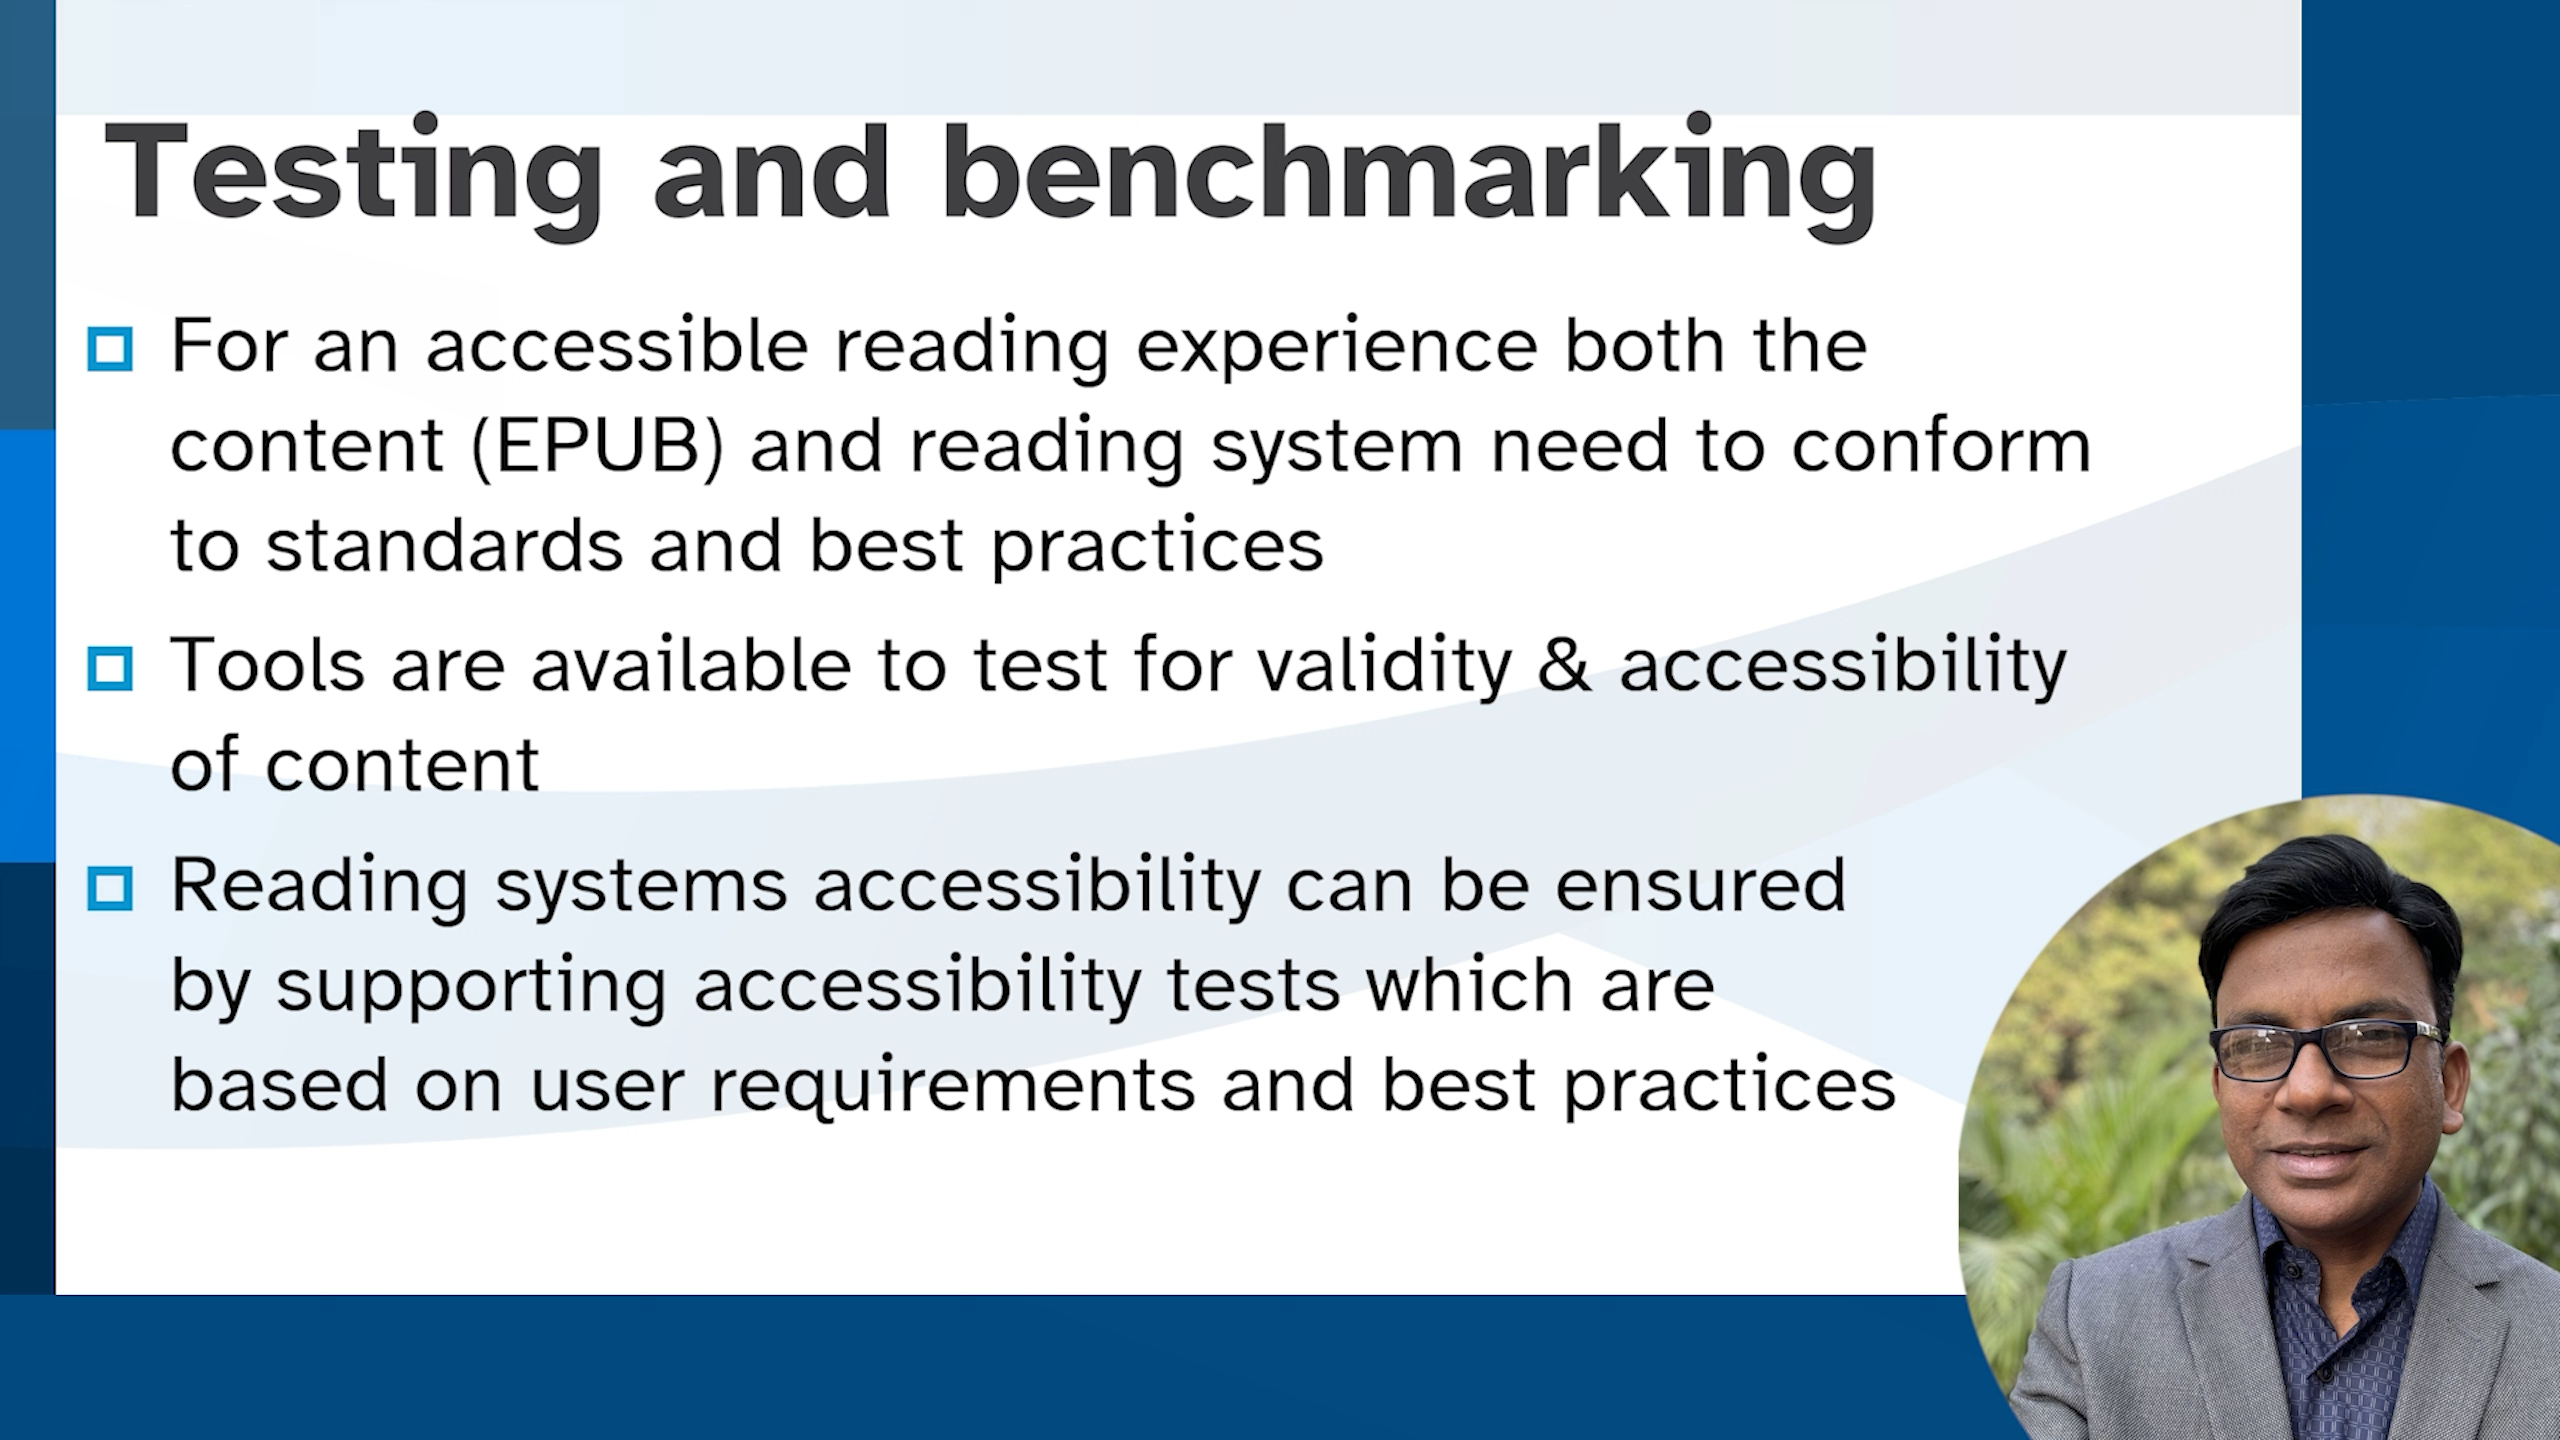 Testing and benchmarking
For an accessible reading experience both the
content (EPUB) and reading system need to conform
to standards and best practices
Tools are available to test for validity & accessibility
of content
Reading systems accessibility can be ensured
by supporting accessibility tests which are
based on user requirements and best practices